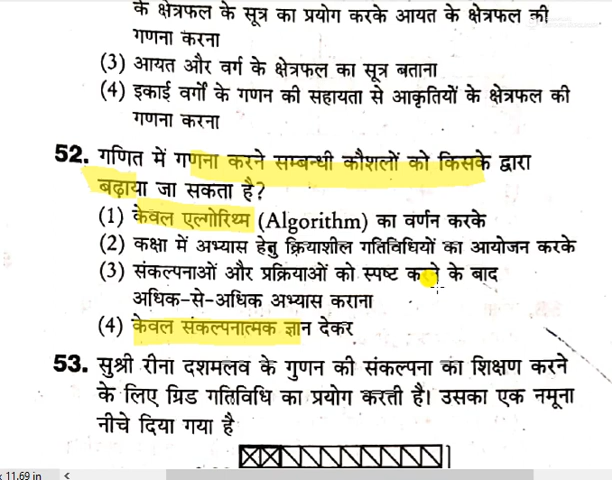 के क्षेत्रफल के सूत्र का प्रयोग करके आयत के क्षेत्रफल की
गणना करना
(3) आयत और वर्ग के क्षेत्रफल का सूत्र बताना
(4) इकाई वर्गों के गणन की सहायता से आकृतियों के क्षेत्रफल की
गणना करना
52. गणित में गणना करने सम्बन्धी कौशलों को किसके द्वारा
बढ़ाया जा सकता है?
(1) केवल एल्गोरिथ्म (Algorithm) का वर्णन करके
(2) कक्षा में अभ्यास हेतु क्रियाशील गतिविधियों का आयोजन करके
(3) संकल्पनाओं और प्रक्रियाओं को स्पष्ट करने के बाद
अधिक-से-अधिक अभ्यास कराना
(4) केवल संकल्पनात्मक ज्ञान देकर
53. सुश्री रीना दशमलव के गुणन की संकल्पना का शिक्षण करने
के लिए ग्रिड गतिविधि का प्रयोग करती है। उसका एक नमूना
नीचे दिया गया है
x 11.69 in